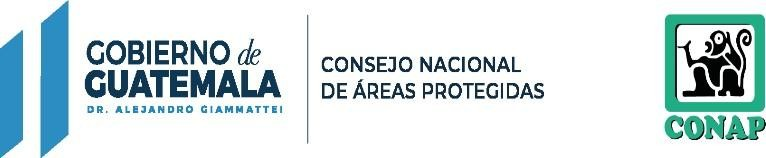 GOBIERNO de
GUATEMALA
DR. ALEJANDRO GIAMMATTEI
CONSEJO NACIONAL
DE ÁREAS PROTEGIDAS
CONAP